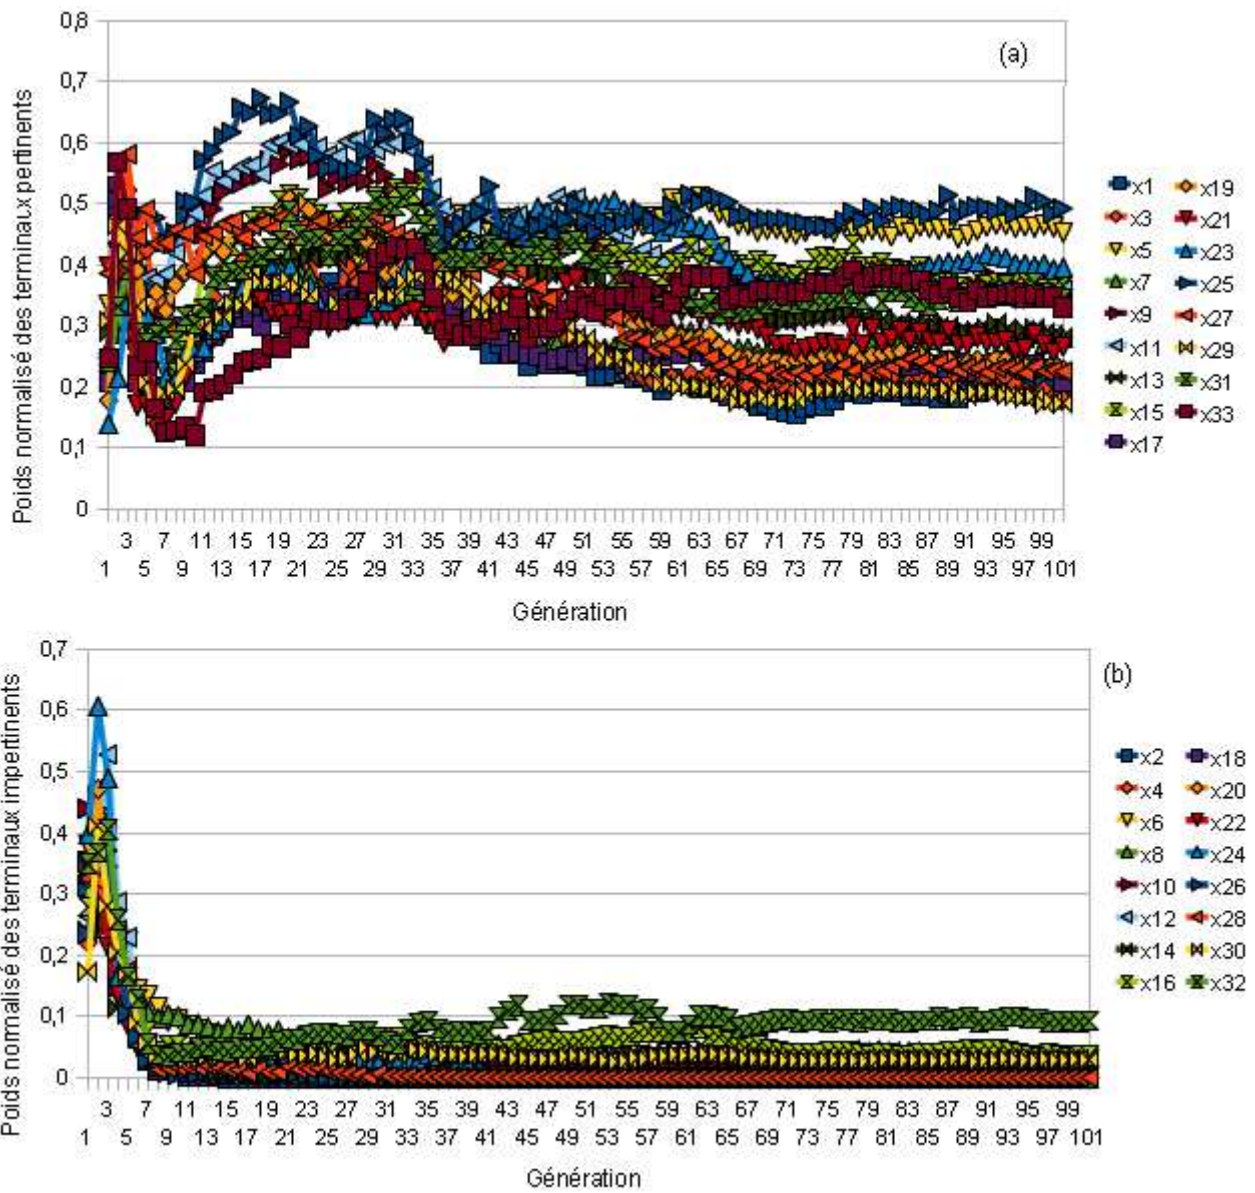 Poids normalisé des terminaux pertinents
0,8
0,7
0,6
0,5
0,4
0,3
0,2
0,1
0
(a)
3 7 11 15 19 23 27 31 35 39 43 47 51 55 59 63 67 71 75 79 83 87 91 95 99
1 5 9 13 17 21 25 29 33 37 41 45 49 53 57 61 65 69 73 77 81 85 89 93 97 101
Génération
x1 x19
x3 x21
x5 x23
x7 x25
x9 x27
x11 x29
x13 x31
x15 x33
x17
Poids normalisé des terminaux impertinents
0,7
0,6
0,5
0,4
0,3
0,2
0,1
0
(b)
3 7 11 15 19 23 27 31 35 39 43 47 51 55 59 63 67 71 75 79 83 87 91 95 99
1 5 9 13 17 21 25 29 33 37 41 45 49 53 57 61 65 69 73 77 81 85 89 93 97 101
Génération
x2 x18
x4 x20
x6 x22
x8 x24
x10 x26
x12 x28
x14 x30
x16 x32